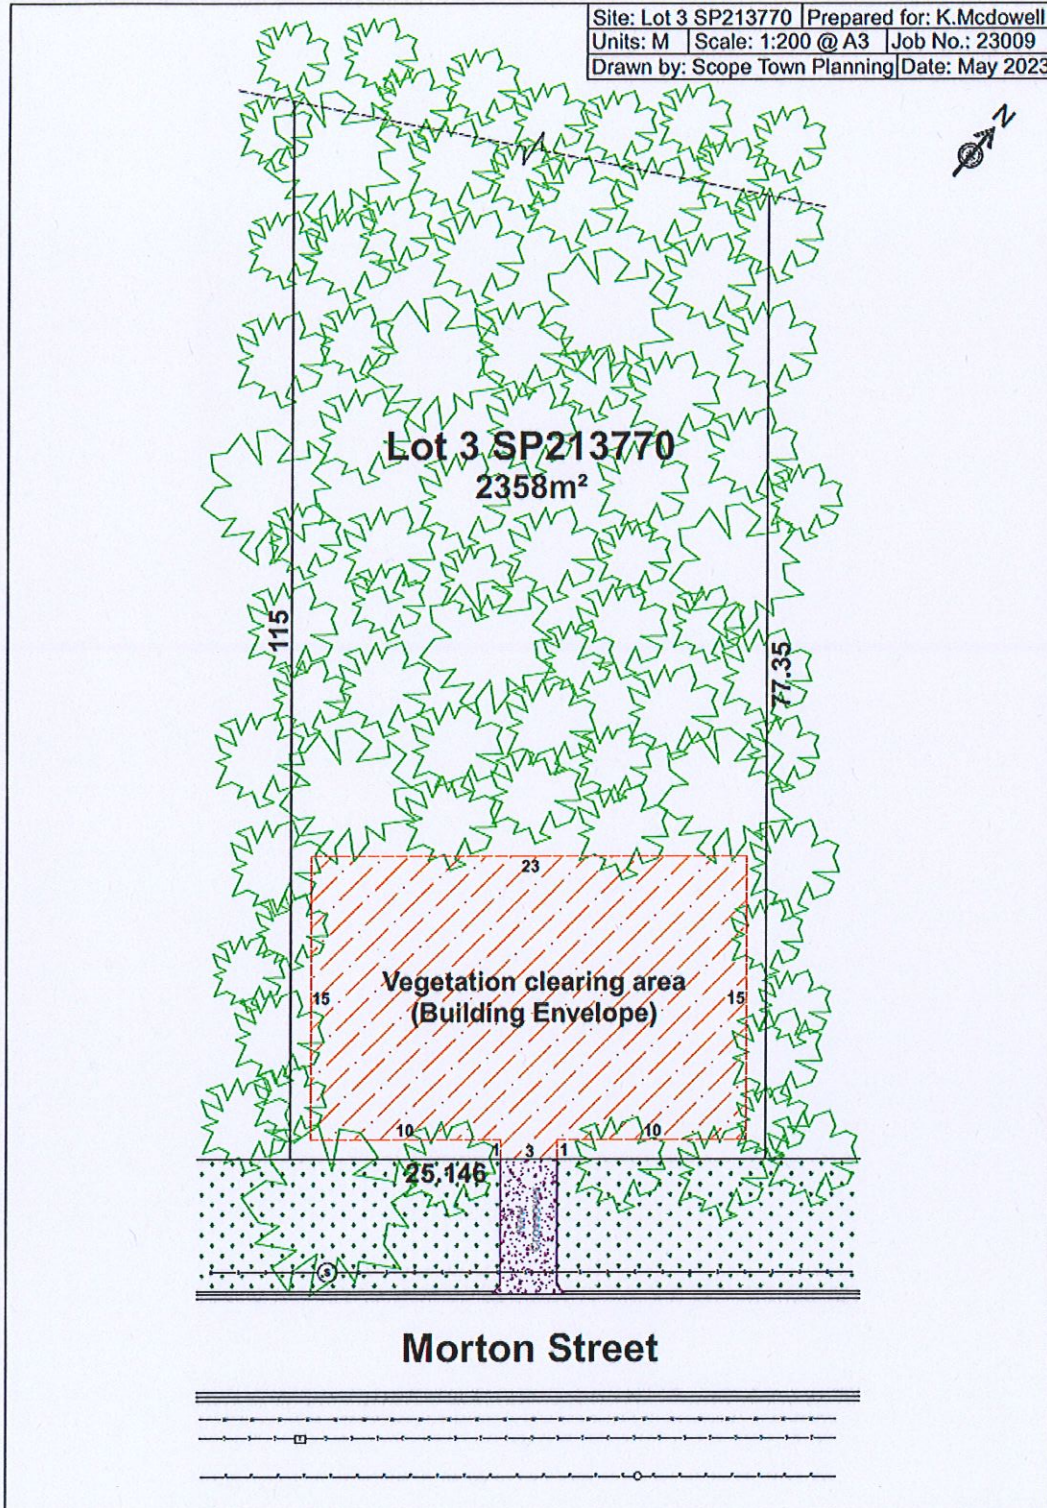 Site: Lot 3 SP213770 Prepared for: K.Mcdowell
Units: M Scale: 1:200 @ A3 Job No.: 23009
Drawn by: Scope Town Planning Date: May 2023
N
Lot 3 SP213770
2358m²
115
77.35
23
Vegetation clearing area
15 15
(Building Envelope)
10 10
1 3 1
25.146
S
Morton Street